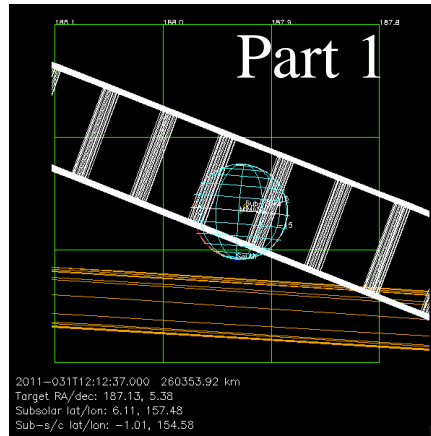 188.1 188.0 187.9 187.8
Part 1
2011-031T12:12:37.000 260353.92 km
Target RA/dec: 187.13, 5.38
Subsolar lat/lon: 6.11, 157.48
Sub-s/c lat/lon: -1.01, 154.58